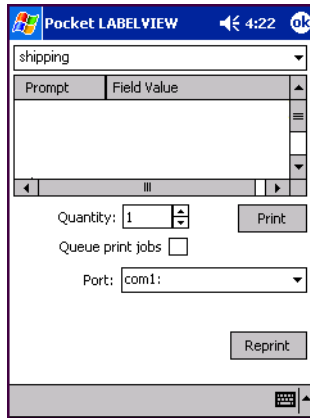 Pocket LABELVIEW 4:22 ok
shipping
Prompt Field Value
Quantity: 1 Print
Queue print jobs
Port: com1:
Reprint